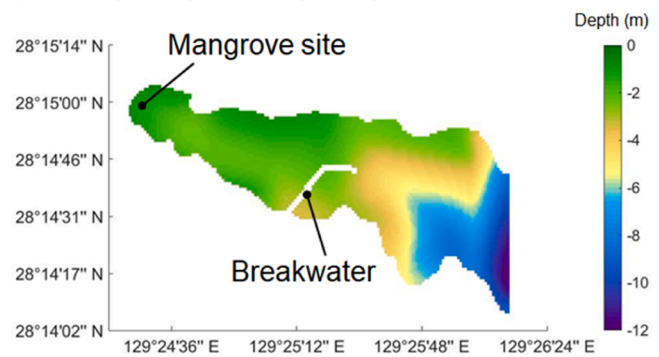 Depth (m)
28°15'14" N
Mangrove site
28°15'00" N
28°14'46" N
28°14'31" N
28°14'17" N
Breakwater
28°14'02" N
129°24'36" E
129°25'12" E
129°25'48" E
129°26'24" E
0
-2
-4
-6
-8
-10
-12